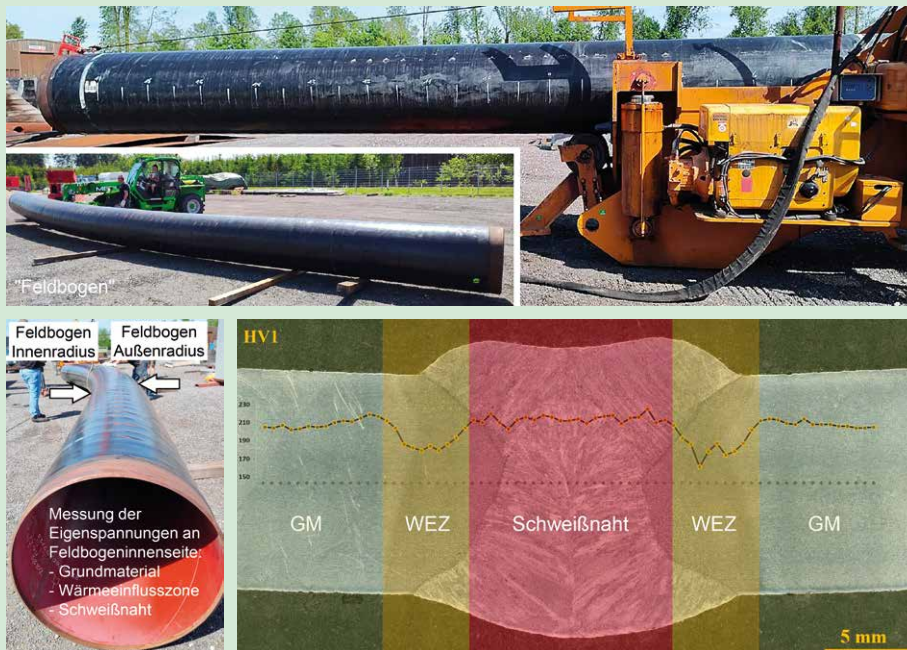 "Feldbogen"
Feldbogen
Innenradius
Feldbogen
Außenradius
Messung der
Eigenspannungen an
Feldbogeninnenseite:
- Grundmaterial
- Wärmeeinflusszone
- Schweißnaht
HV1
230
210
190
170
150
GM
WEZ
Schweißnaht
WEZ
GM
5 mm